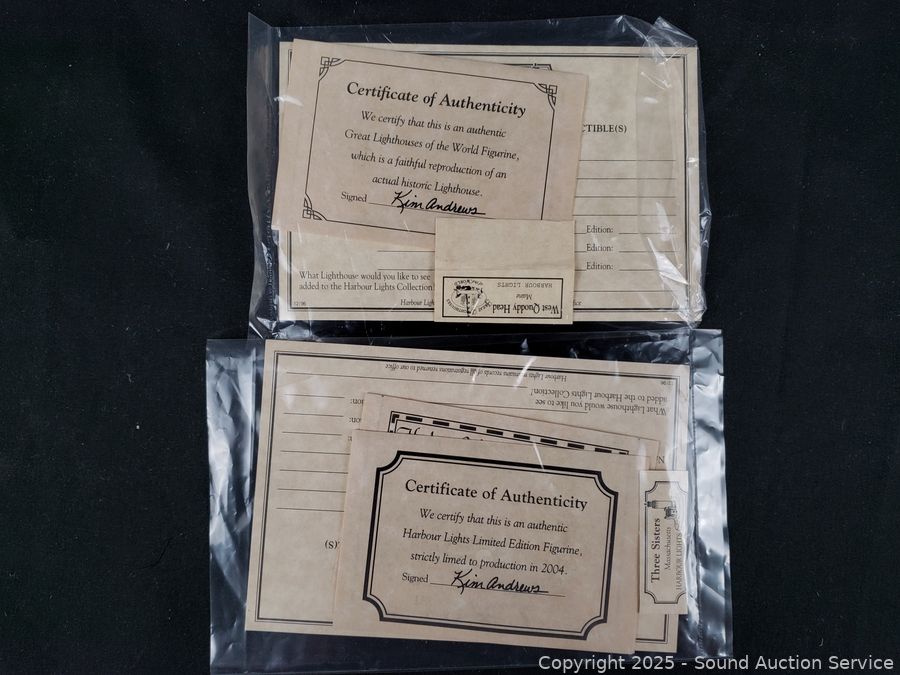 Certificate of Authenticity
We certify that this is an authentic
Great Lighthouses of the World Figurine,
which is a faithful reproduction of an
actual historic Lighthouse.
Signed Kim Andrews
CTIBLE(S)
Edition:
Edition:
Edition:
What Lighthouse would you like to see
added to the Harbour Lights Collection
12/96
Harbour Ligh
West Quoddy Head
Maine
HARBOUR LIGHTS
Harbour Lights maintains records of all registrations returned to our office
12/96
What Lighthouse would you like to see
added to the Harbour Lights Collection?
Certificate of Authenticity
We certify that this is an authentic
Harbour Lights Limited Edition Figurine,
strictly limed to production in 2004.
Signed Kim Andrews
Three Sisters
Massachusetts
HARBOUR LIGHTS
Copyright 2025 - Sound Auction Service